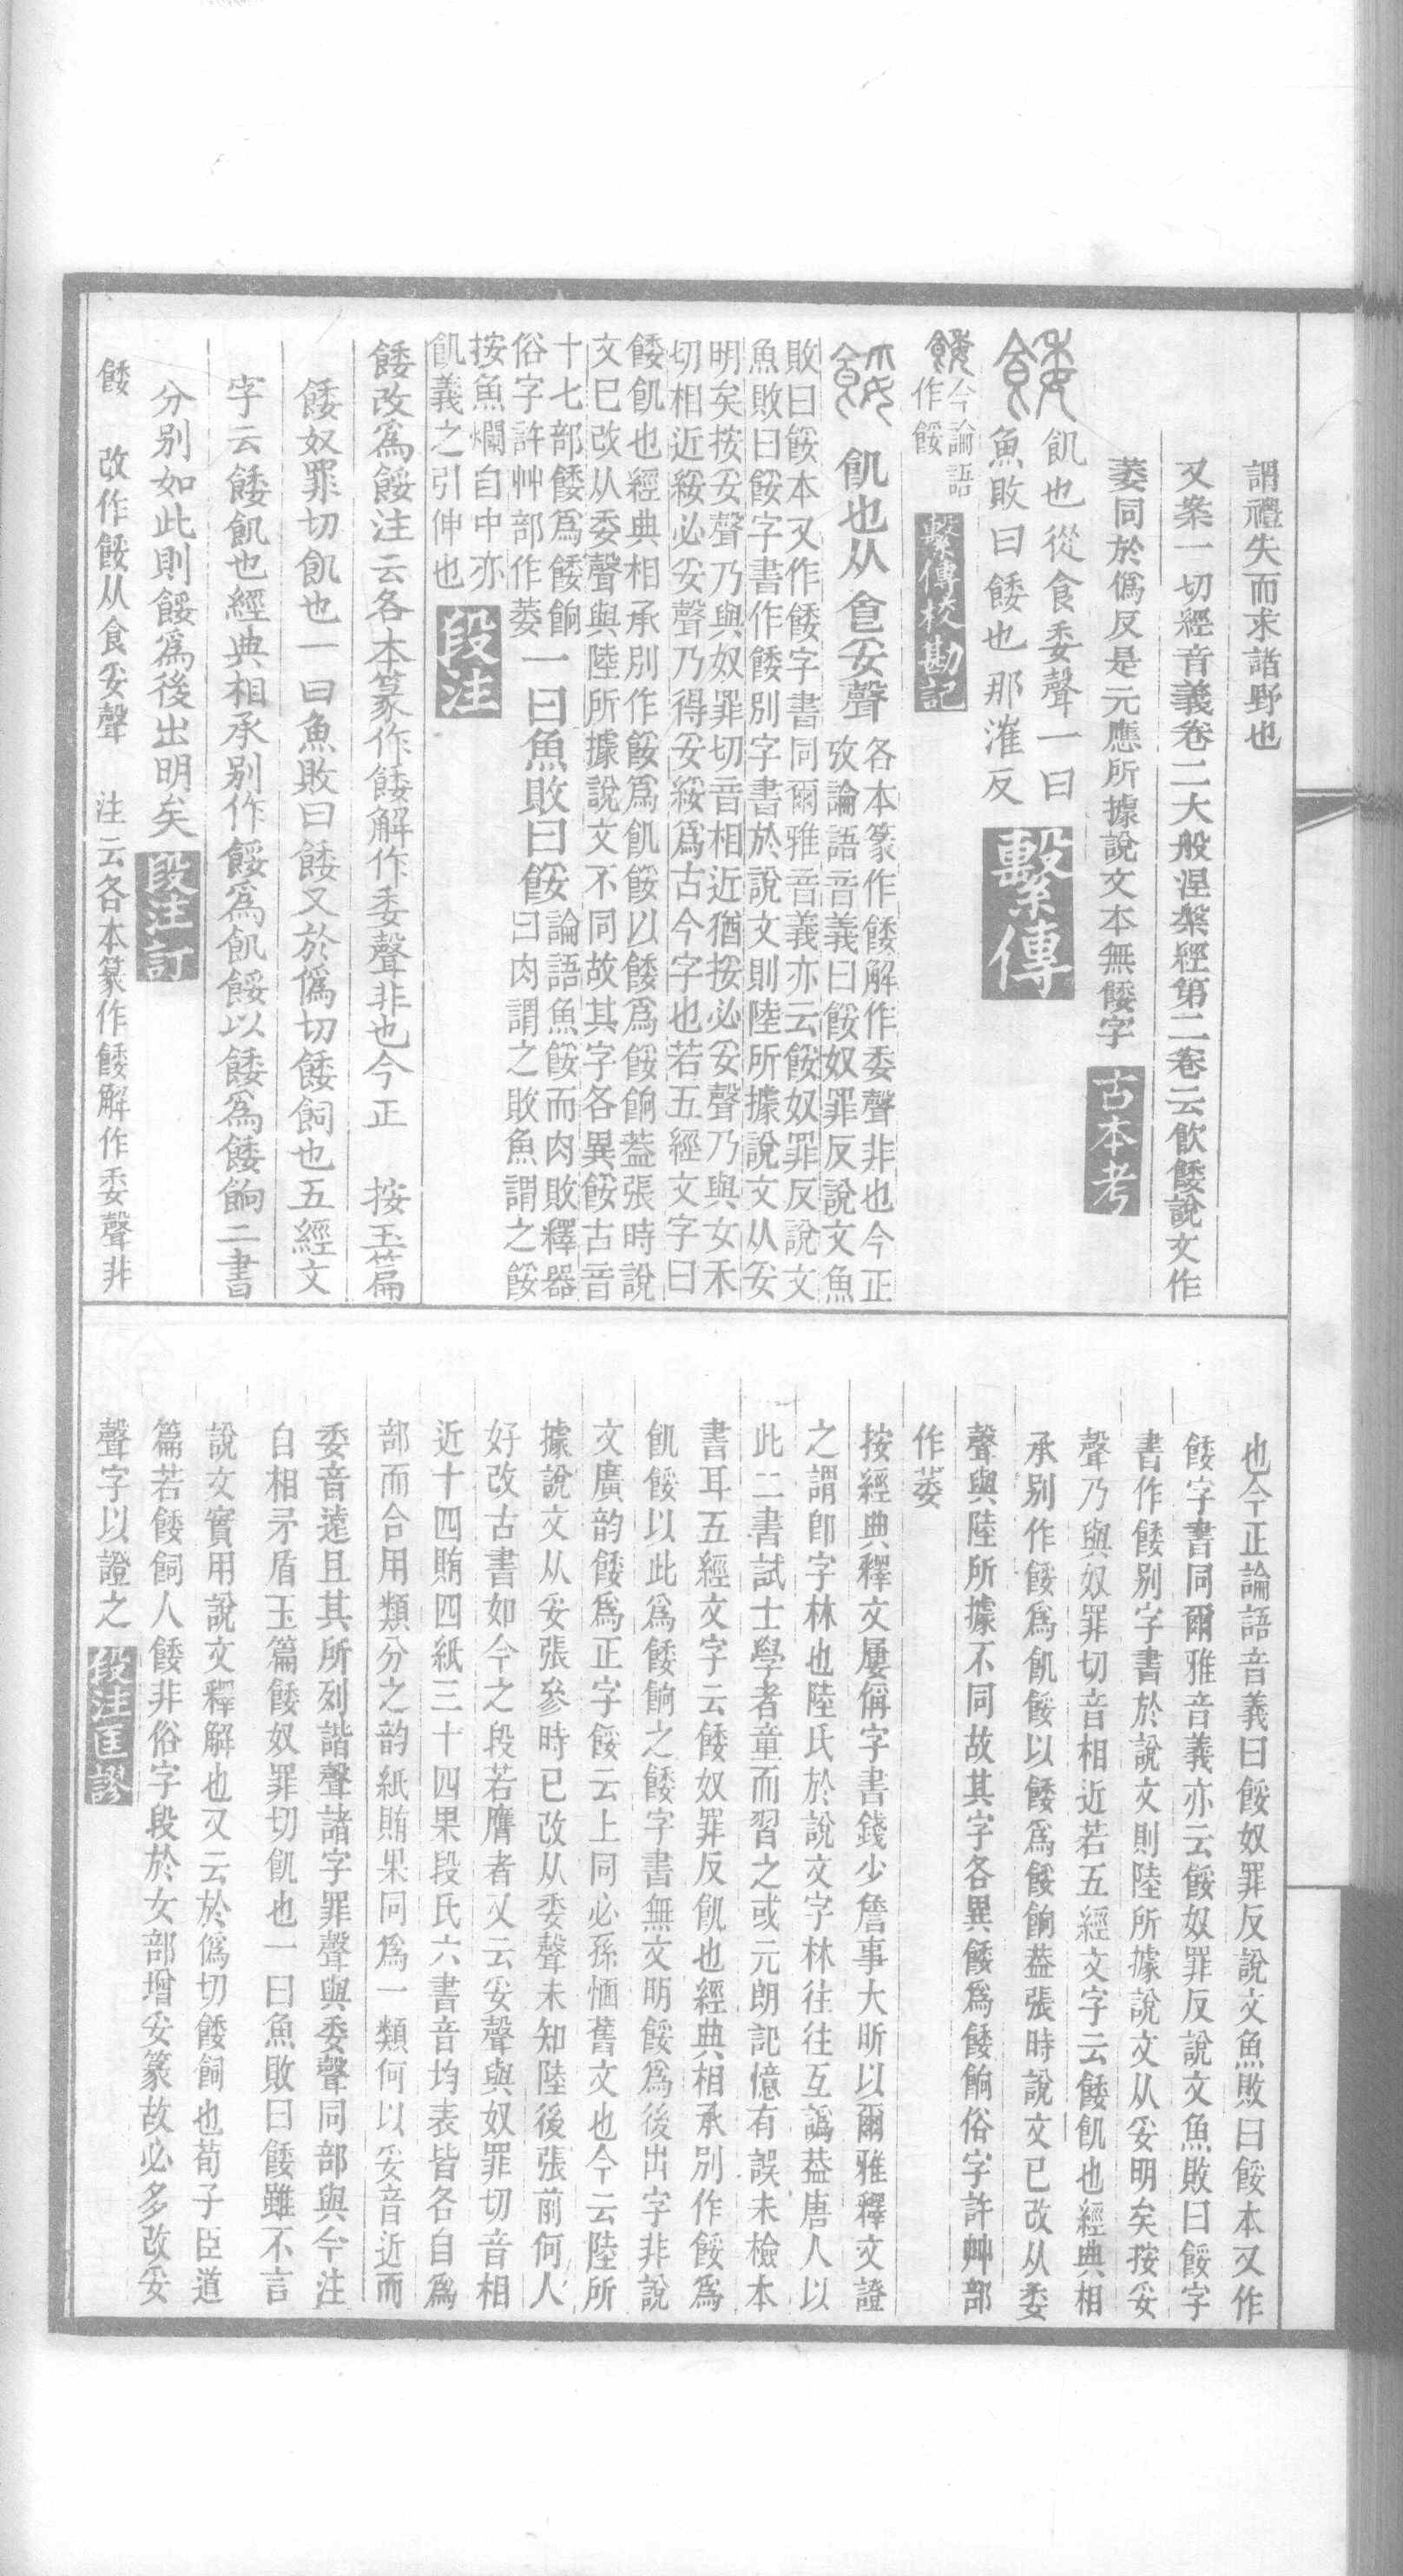 謂禮失而求諸野也
又案一切經音義卷二大般涅槃經第二卷云飲餧說文作
萎同於僞反是元應所據說文本無餧字
古本考
餧
飢也從食委聲一曰
魚敗曰餧也那漼反
繫傳
餧今論語
作餒
繫傳校勘記
飢也从食妥聲
各本篆作餧解作委聲非也今正
攷論語音義曰餒奴罪反說文魚
敗曰餒本又作餧字書同爾雅音義亦云餒奴罪反說文
魚敗曰餒字書作餧別字書於說文則陸所據說文从妥
明矣按妥聲乃與奴罪切音相近猶按必妥聲乃與女禾
切相近綏必妥聲乃得妥綏爲古今字也若五經文字曰
餧飢也經典相承別作餒爲飢餒以餧爲餒餉葢張時說
文巳改从委聲與陸所據說文不同故其字各異餒古音
十七部餧爲餧餉
俗字許艸部作萎
一曰魚敗曰餒
論語魚餒而肉敗釋器
曰肉謂之敗魚謂之餒
按魚爛自中亦
飢義之引伸也
段注
餧改爲餒注云各本篆作餧解作委聲非也今正　按玉篇
餧奴罪切飢也一曰魚敗曰餧又於僞切餧飼也五經文
字云餧飢也經典相承別作餒爲飢餒以餧爲餧餉二書
分別如此則餒爲後出明矣
段注訂
餧　改作餒从食妥聲　注云各本篆作餧解作委聲非
也今正論語音義曰餒奴罪反說文魚敗曰餒本又作
餧字書同爾雅音義亦云餒奴罪反說文魚敗曰餒字
書作餧別字書於說文則陸所據說文从妥明矣按妥
聲乃與奴罪切音相近若五經文字云餧飢也經典相
承別作餒爲飢餒以餧爲餒餉葢張時說文已改从委
聲與陸所據不同故其字各異餧爲餧餉俗字許艸部
作萎
按經典釋文屢偁字書錢少詹事大昕以爾雅釋文證
之謂卽字林也陸氏於說文字林往往互譌葢唐人以
此二書試士學者童而習之或元朗記憶有誤未檢本
書耳五經文字云餧奴罪反飢也經典相承別作餒爲
飢餒以此爲餧餉之餧字書無文明餒爲後出字非說
文廣韵餧爲正字餒云上同必孫愐舊文也今云陸所
據說文从妥張參時已改从委聲未知陸後張前何人
好改古書如今之段若膺者又云妥聲與奴罪切音相
近十四賄四紙三十四果段氏六書音均表皆各自爲
部而合用類分之韵紙賄果同爲一類何以妥音近而
委音遠且其所列諧聲諸字罪聲與委聲同部與今注
自相矛盾玉篇餧奴罪切飢也一曰魚敗曰餧雖不言
說文實用說文釋解也又云於僞切餧飼也荀子臣道
篇若餧飼人餧非俗字段於女部增妥篆故必多改妥
聲字以證之
段注匡謬